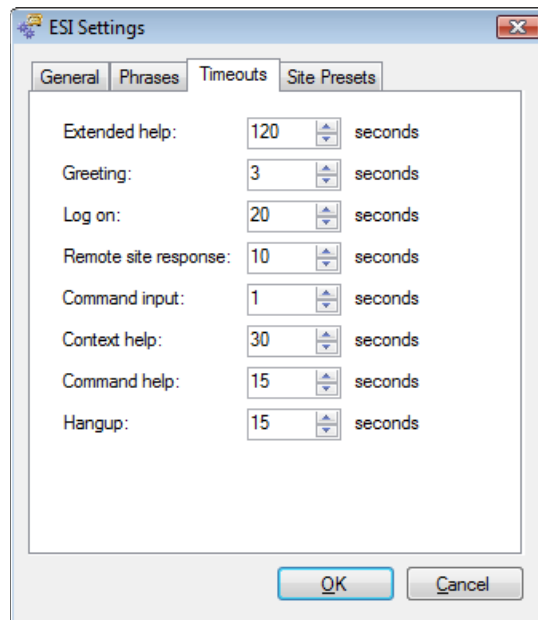 ESI Settings
General Phrases Timeouts Site Presets
Extended help: 120 seconds
Greeting: 3 seconds
Log on: 20 seconds
Remote site response: 10 seconds
Command input: 1 seconds
Context help: 30 seconds
Command help: 15 seconds
Hangup: 15 seconds
OK Cancel